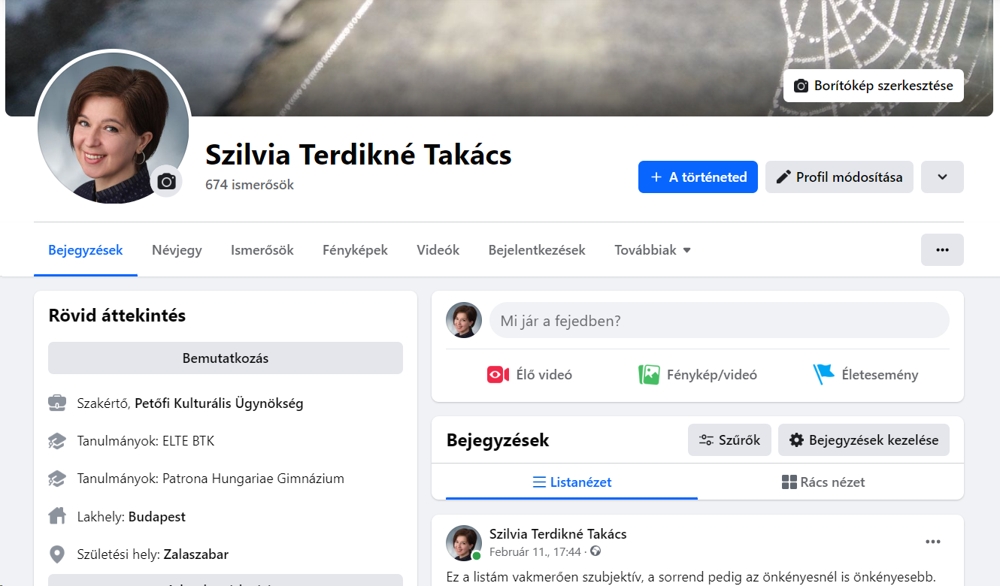 Borítókép szerkesztése
Szilvia Terdikné Takács
674 ismerősök
+ A történeted
Profil módosítása
Bejegyzések
Névjegy
Ismerősök
Fényképek
Videók
Bejelentkezések
Továbbiak
Rövid áttekintés
Bemutatkozás
Szakértő, Petőfi Kulturális Ügynökség
Tanulmányok: ELTE BTK
Tanulmányok: Patrona Hungariae Gimnázium
Lakhely: Budapest
Születési hely: Zalaszabar
Mi jár a fejedben?
Élő videó
Fénykép/videó
Életesemény
Bejegyzések
Szűrők
Bejegyzések kezelése
Listanézet
Rács nézet
Szilvia Terdikné Takács
Február 11., 17:44 ·
Ez a listám vakmerően szubjektív, a sorrend pedig az önkényesnél is önkényesebb.